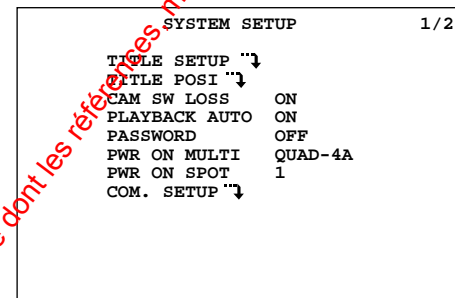 SYSTEM SETUP 1/2
TITLE SETUP
TITLE POSI
CAM SW LOSS ON
PLAYBACK AUTO ON
PASSWORD OFF
PWR ON MULTI QUAD-4A
PWR ON SPOT 1
COM. SETUP
dont les références, m